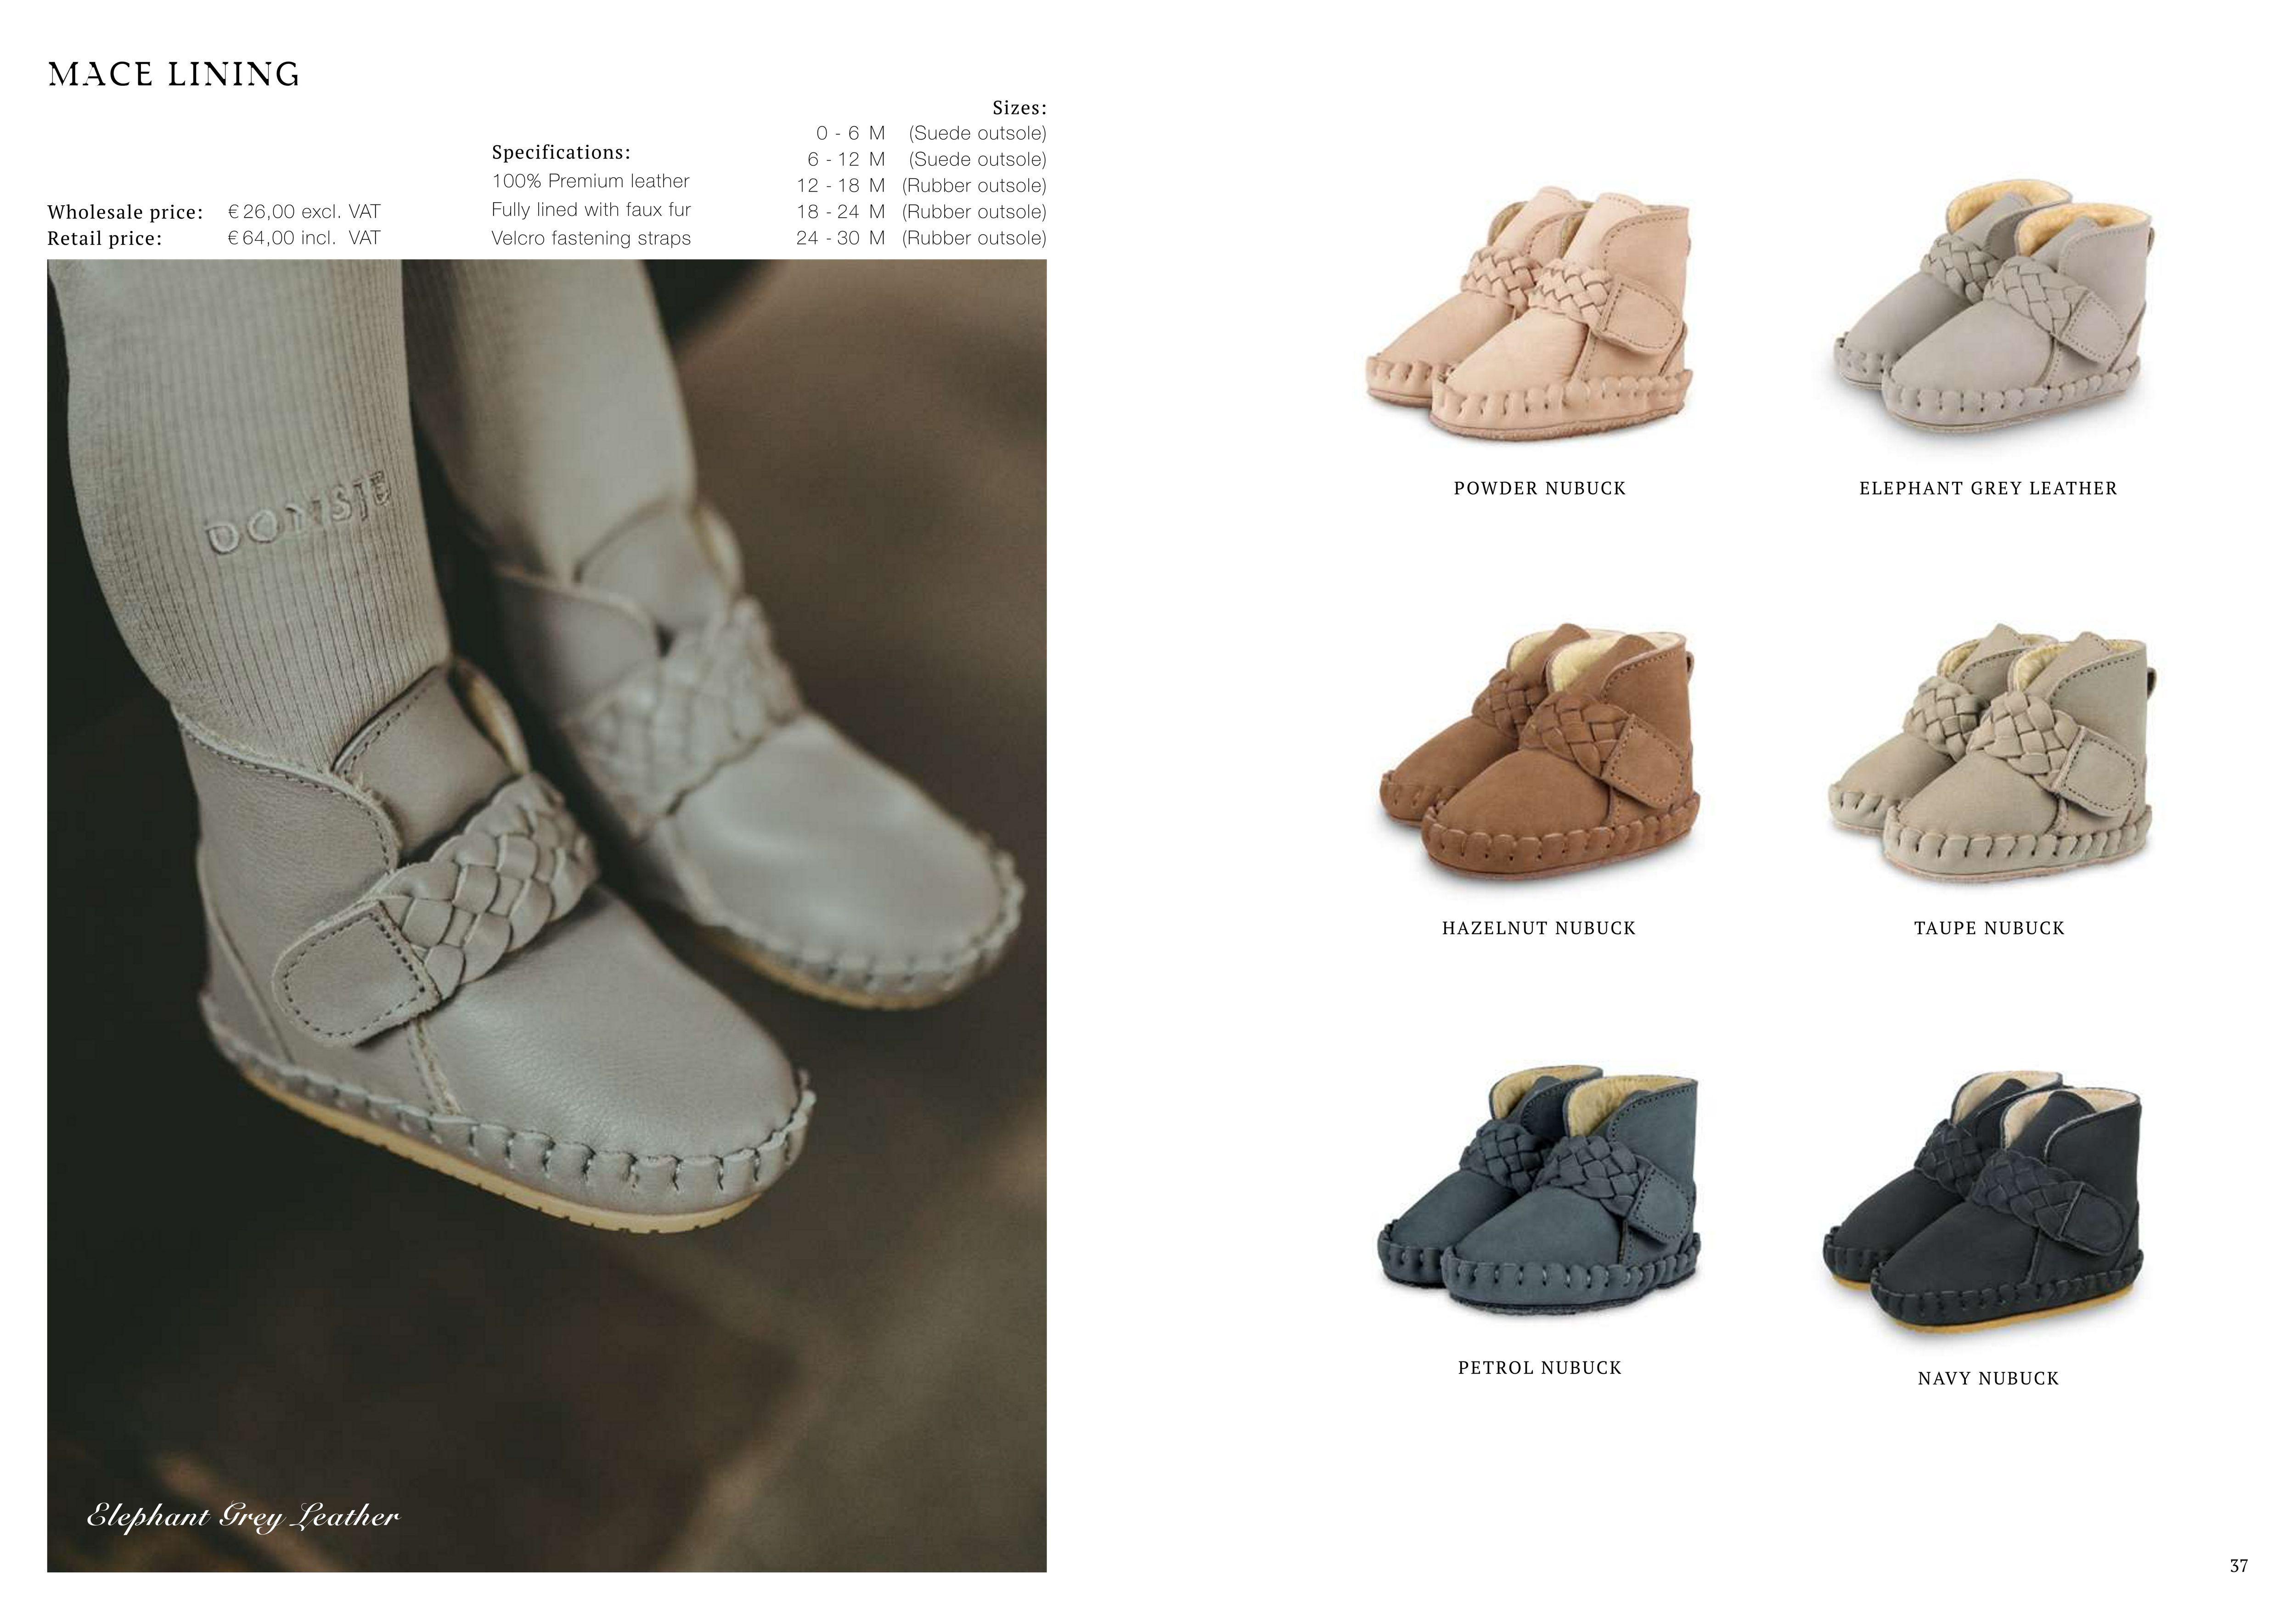 MACE LINING
Wholesale price: € 26,00 excl. VAT
Retail price: € 64,00 incl. VAT
Specifications:
100% Premium leather
Fully lined with faux fur
Velcro fastening straps
Sizes:
0 - 6 M (Suede outsole)
6 - 12 M (Suede outsole)
12 - 18 M (Rubber outsole)
18 - 24 M (Rubber outsole)
24 - 30 M (Rubber outsole)
DONSJE
Elephant Grey Leather
POWDER NUBUCK
ELEPHANT GREY LEATHER
HAZELNUT NUBUCK
TAUPE NUBUCK
PETROL NUBUCK
NAVY NUBUCK
37